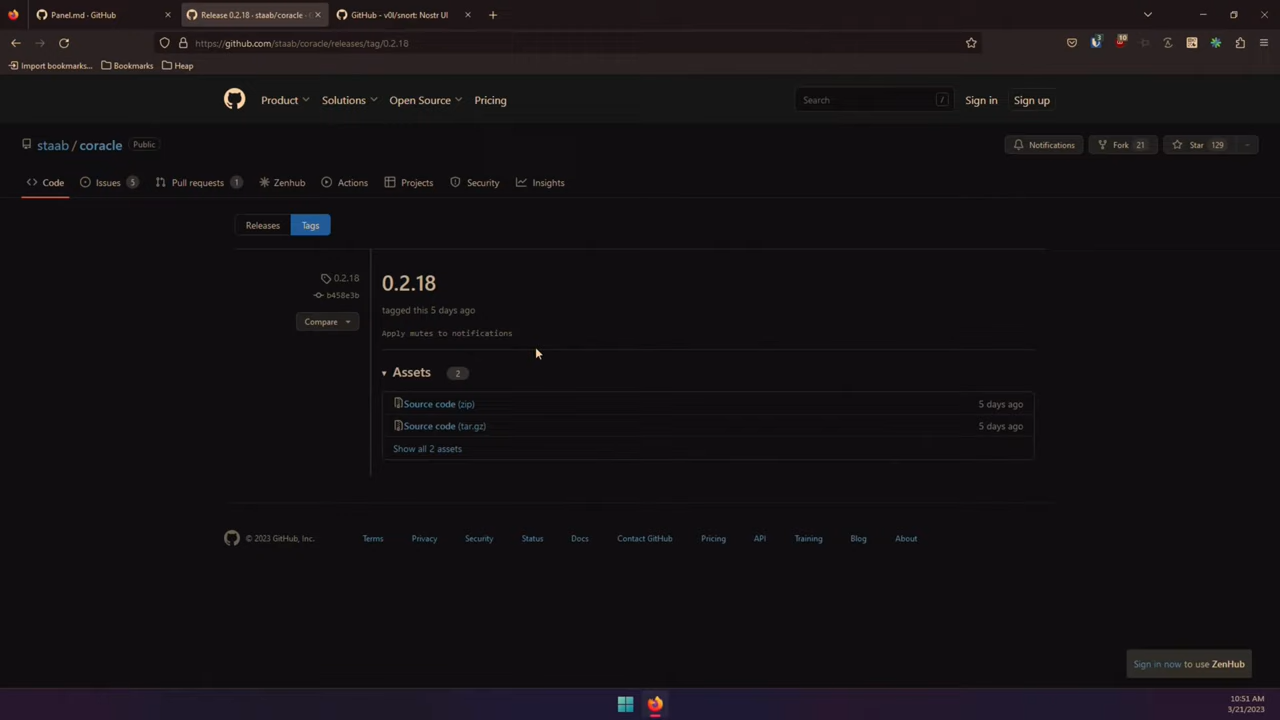 Panel.md · GitHub
Release 0.2.18 · staab/coracle ·
GitHub - v0l/snort: Nostr UI
https://github.com/staab/coracle/releases/tag/0.2.18
3
10
Import bookmarks...
Bookmarks
Heap
Product
Solutions
Open Source
Pricing
Search
/
Sign in
Sign up
staab / coracle
Public
Notifications
Fork 21
Star 129
Code
Issues 5
Pull requests 1
Zenhub
Actions
Projects
Security
Insights
Releases
Tags
0.2.18
b458e3b
Compare
0.2.18
tagged this 5 days ago
Apply mutes to notifications
Assets 2
Source code (zip)
5 days ago
Source code (tar.gz)
5 days ago
Show all 2 assets
© 2023 GitHub, Inc.
Terms
Privacy
Security
Status
Docs
Contact GitHub
Pricing
API
Training
Blog
About
Sign in now to use ZenHub
10:51 AM
3/21/2023